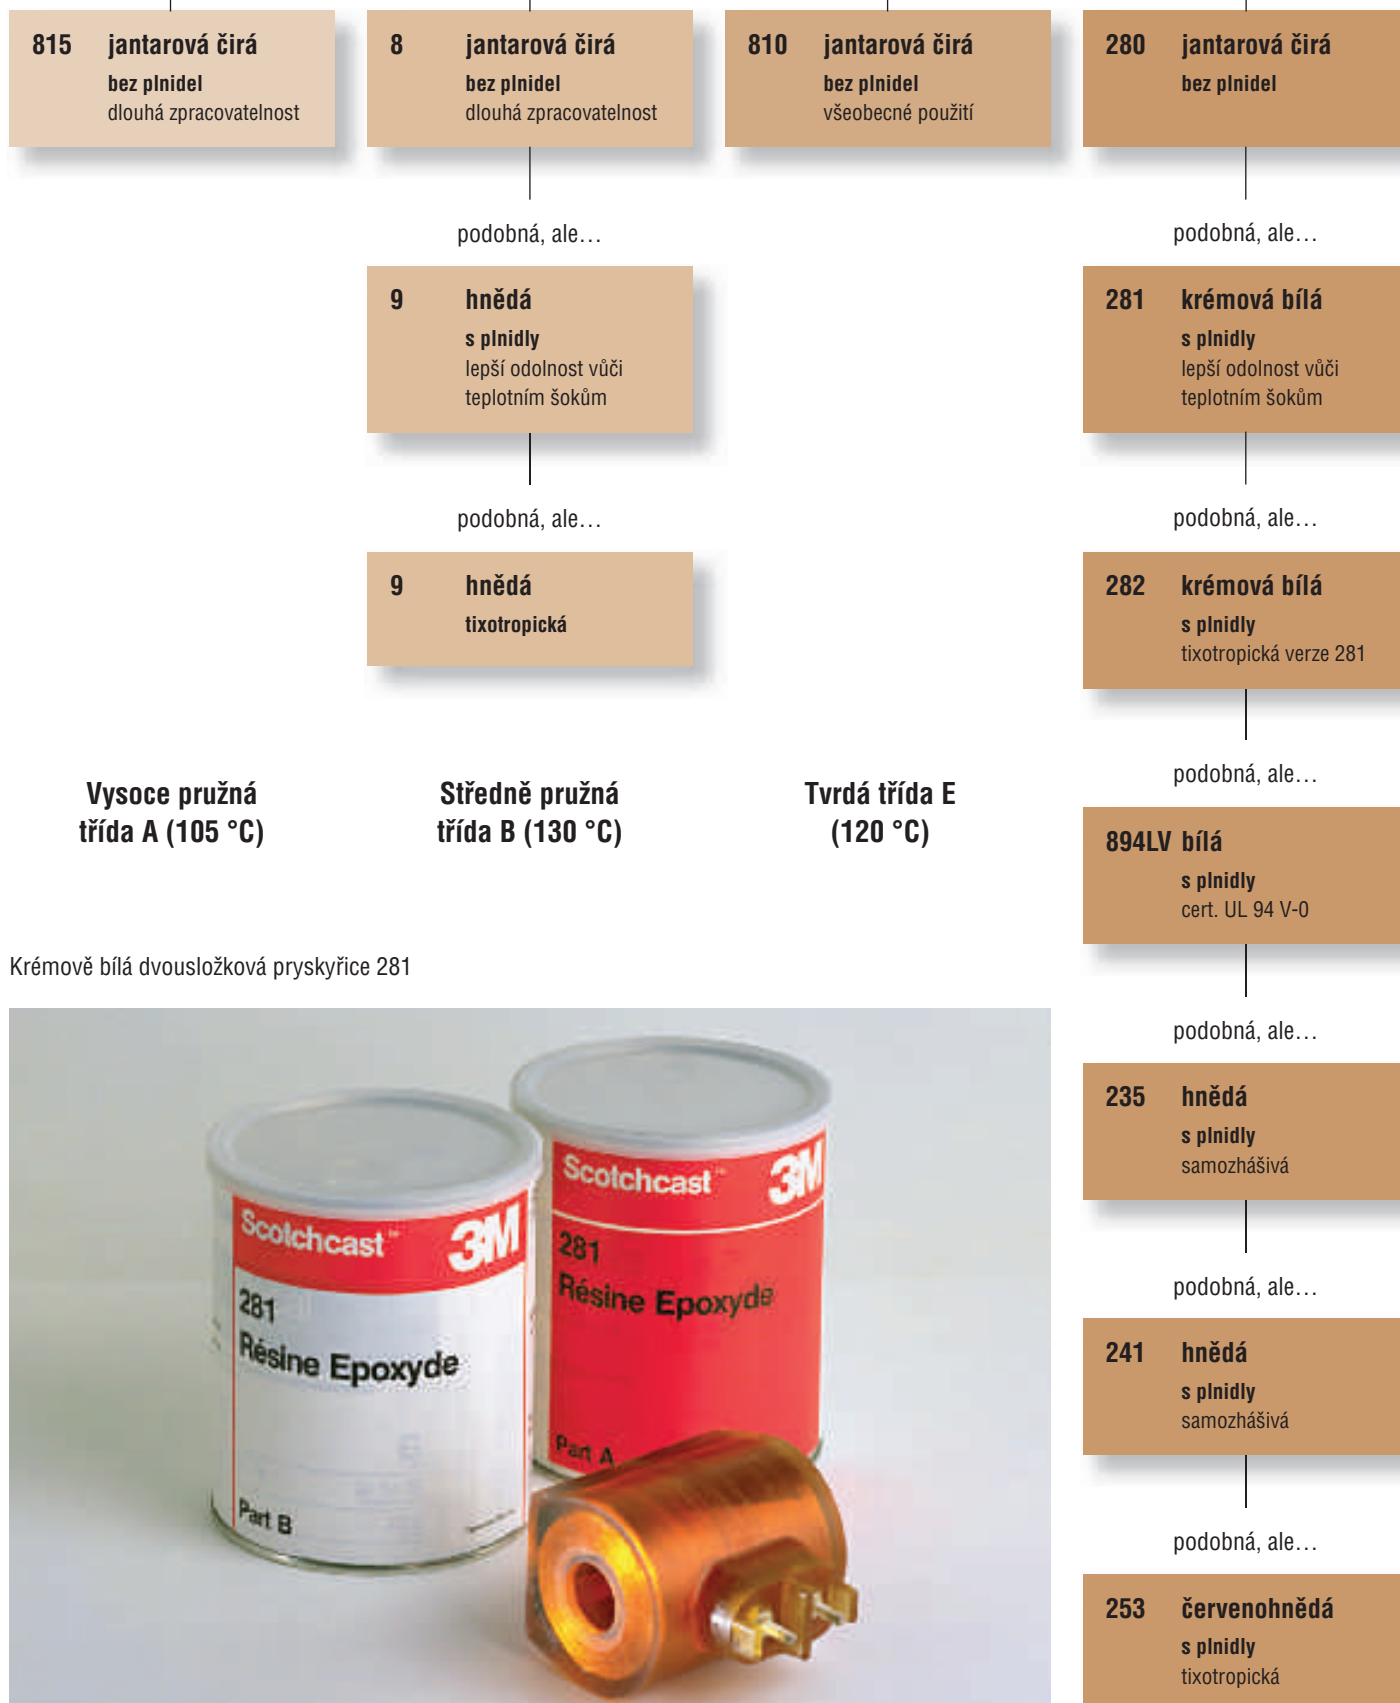 815 jantarová čirá
bez plnidel
dlouhá zpracovatelnost
8 jantarová čirá
bez plnidel
dlouhá zpracovatelnost
podobná, ale…
9 hnědá
s plnidly
lepší odolnost vůči
teplotním šokům
podobná, ale…
9 hnědá
tixotropická
810 jantarová čirá
bez plnidel
všeobecné použití
280 jantarová čirá
bez plnidel
podobná, ale…
281 krémová bílá
s plnidly
lepší odolnost vůči
teplotním šokům
podobná, ale…
282 krémová bílá
s plnidly
tixotropická verze 281
podobná, ale…
894LV bílá
s plnidly
cert. UL 94 V-0
podobná, ale…
235 hnědá
s plnidly
samozhášivá
podobná, ale…
241 hnědá
s plnidly
samozhášivá
podobná, ale…
253 červenohnědá
s plnidly
tixotropická
Vysoce pružná
třída A (105 °C)
Středně pružná
třída B (130 °C)
Tvrdá třída E
(120 °C)
Krémově bílá dvousložková pryskyřice 281
Scotchcast™ 3M
281
Résine Epoxyde
Part B
Scotchcast™ 3M
281
Résine Epoxyde
Part A